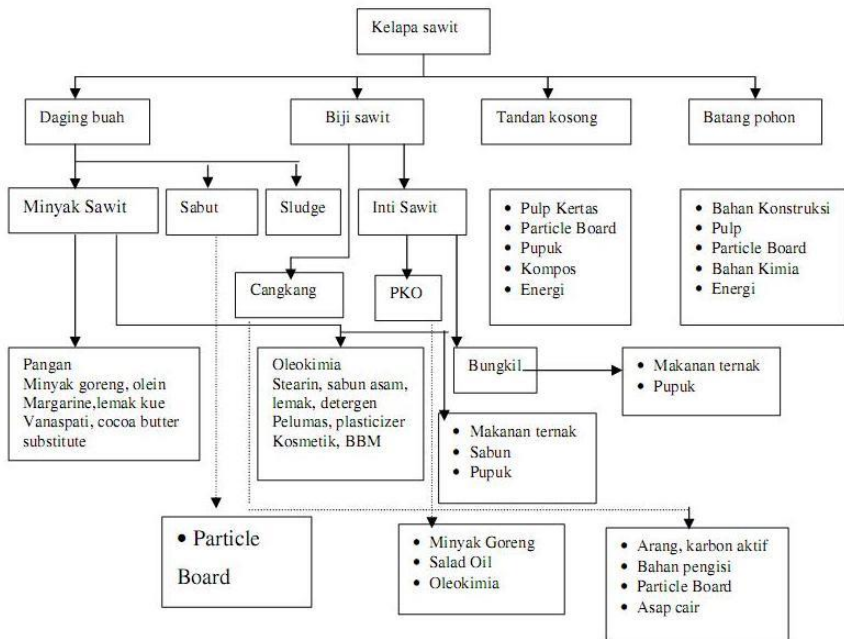 Kelapa sawit
Daging buah
Biji sawit
Tandan kosong
Batang pohon
Minyak Sawit
Sabut
Sludge
Inti Sawit
• Pulp Kertas
• Particle Board
• Pupuk
• Kompos
• Energi
• Bahan Konstruksi
• Pulp
• Particle Board
• Bahan Kimia
• Energi
Cangkang
PKO
Pangan
Minyak goreng, olein
Margarine,lemak kue
Vanaspati, cocoa butter
substitute
Oleokimia
Stearin, sabun asam,
lemak, detergen
Pelumas, plasticizer
Kosmetik, BBM
Bungkil
• Makanan ternak
• Pupuk
• Makanan ternak
• Sabun
• Pupuk
• Particle
Board
• Minyak Goreng
• Salad Oil
• Oleokimia
• Arang, karbon aktif
• Bahan pengisi
• Particle Board
• Asap cair